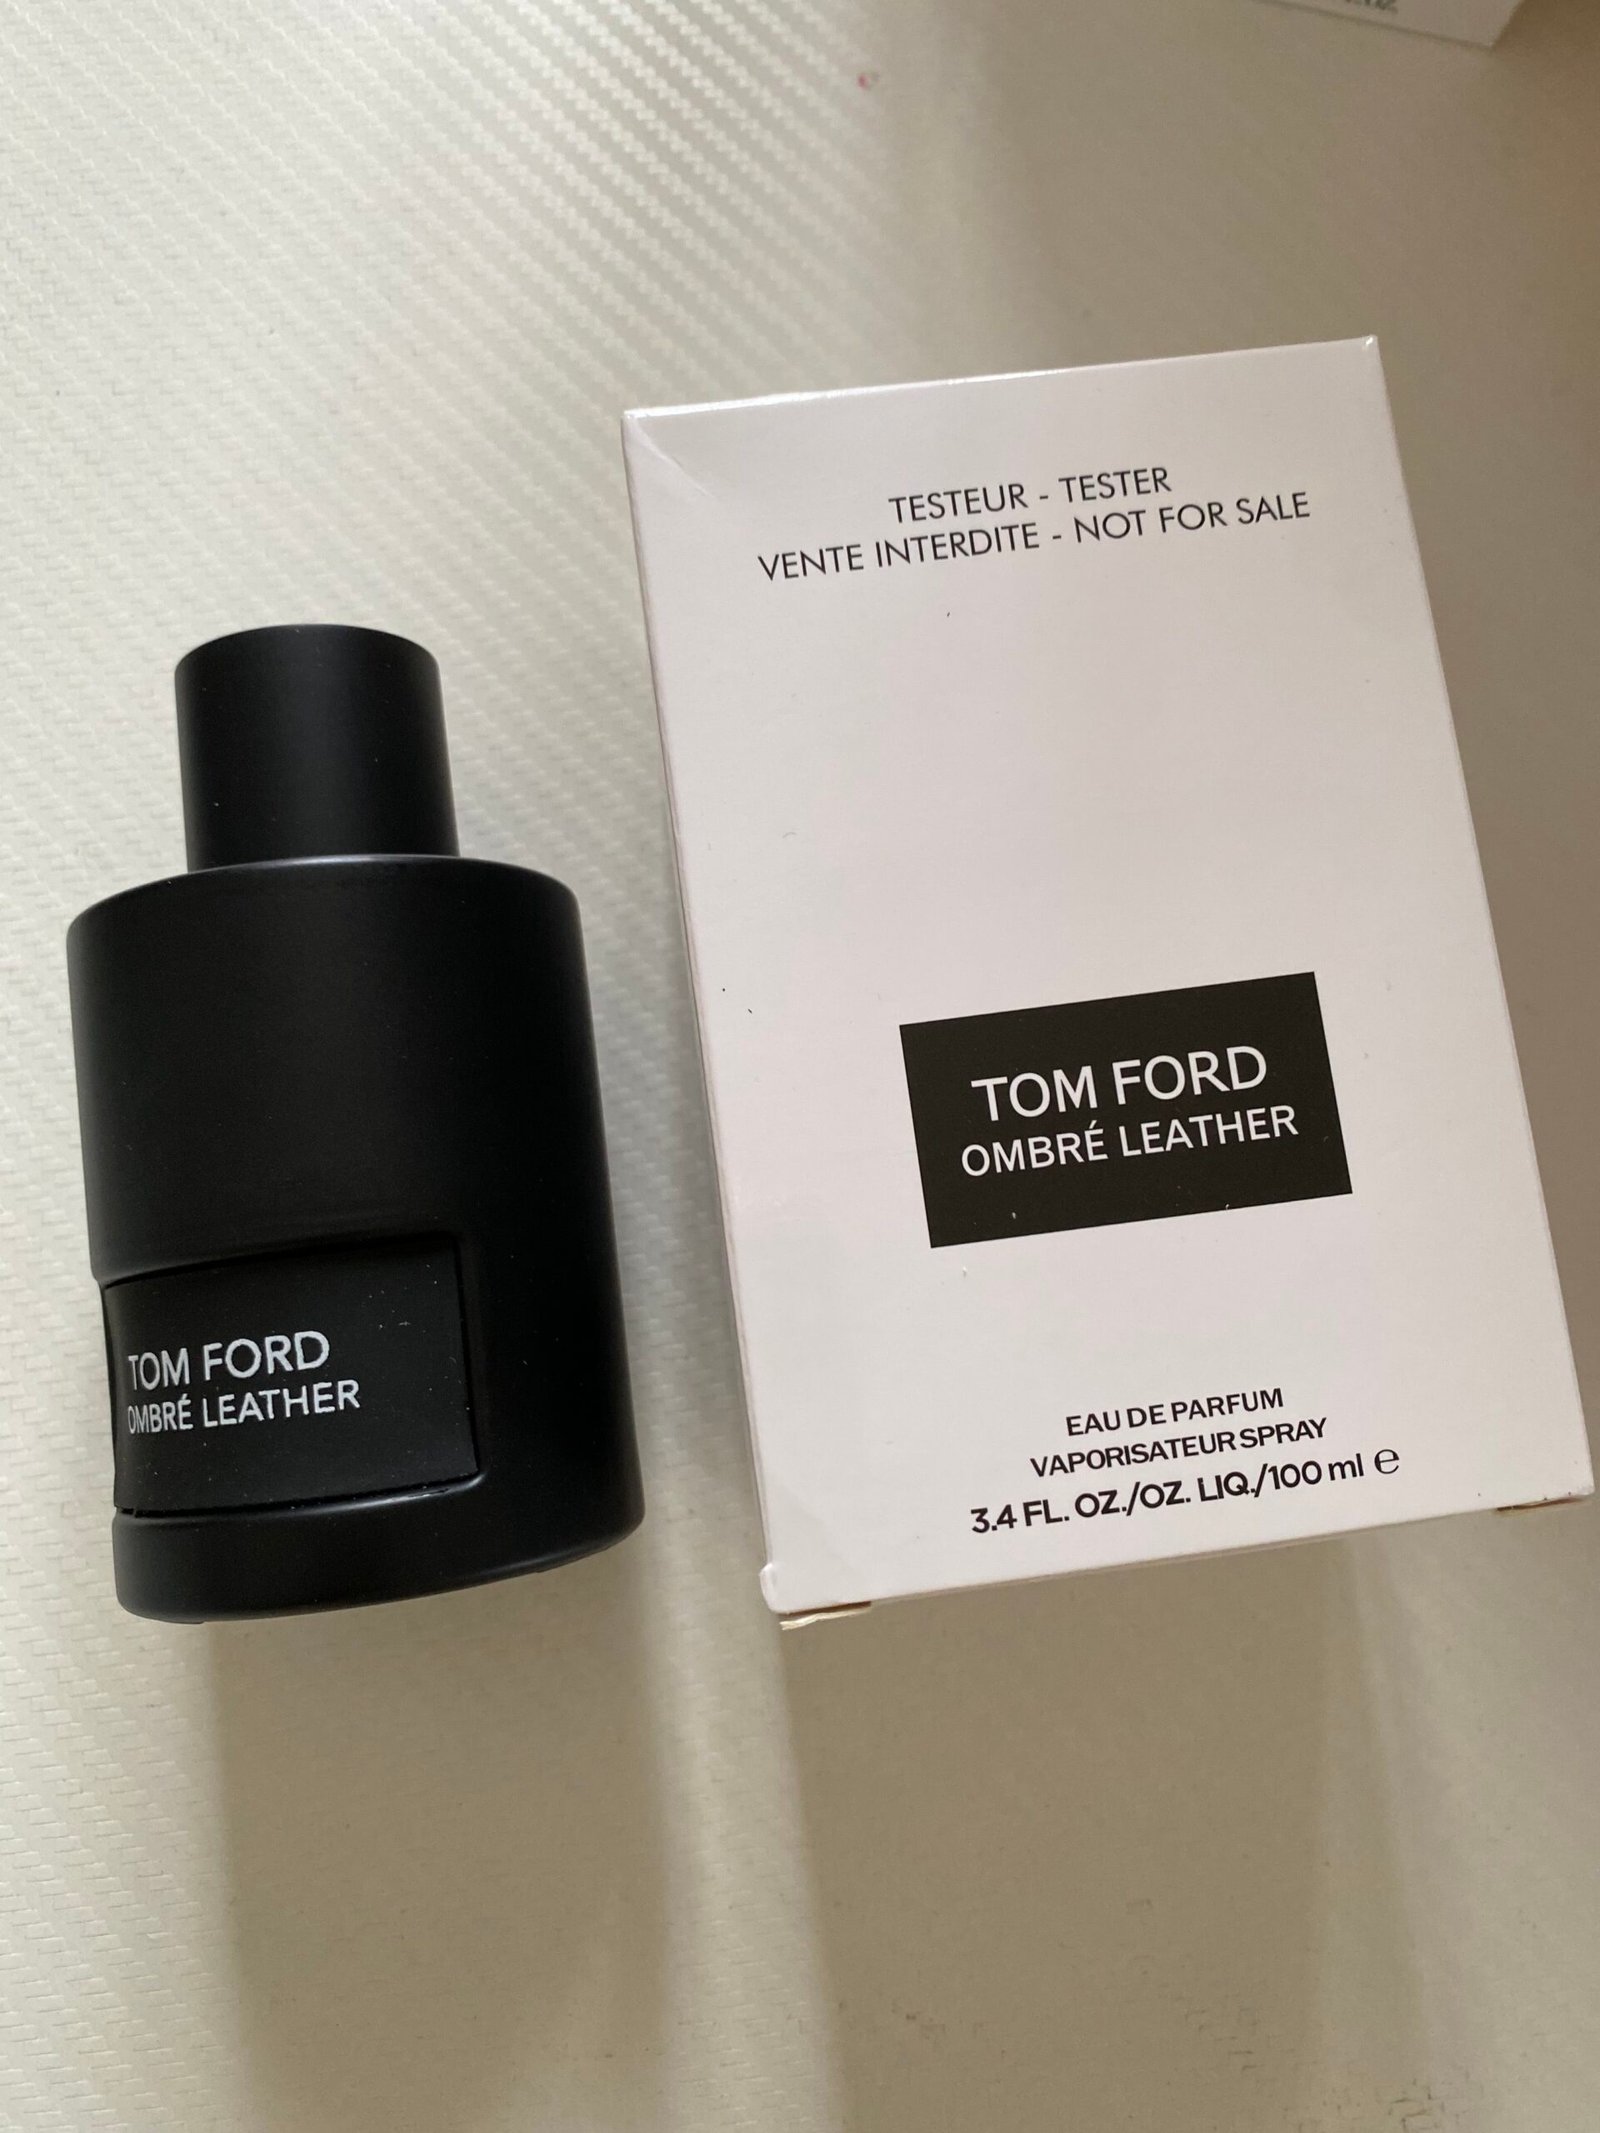 TESTEUR - TESTER
VENTE INTERDITE - NOT FOR SALE
TOM FORD
OMBRÉ LEATHER
EAU DE PARFUM
VAPORISATEUR SPRAY
3.4 FL. OZ./OZ. LIQ./100 ml ℮
TOM FORD
OMBRÉ LEATHER